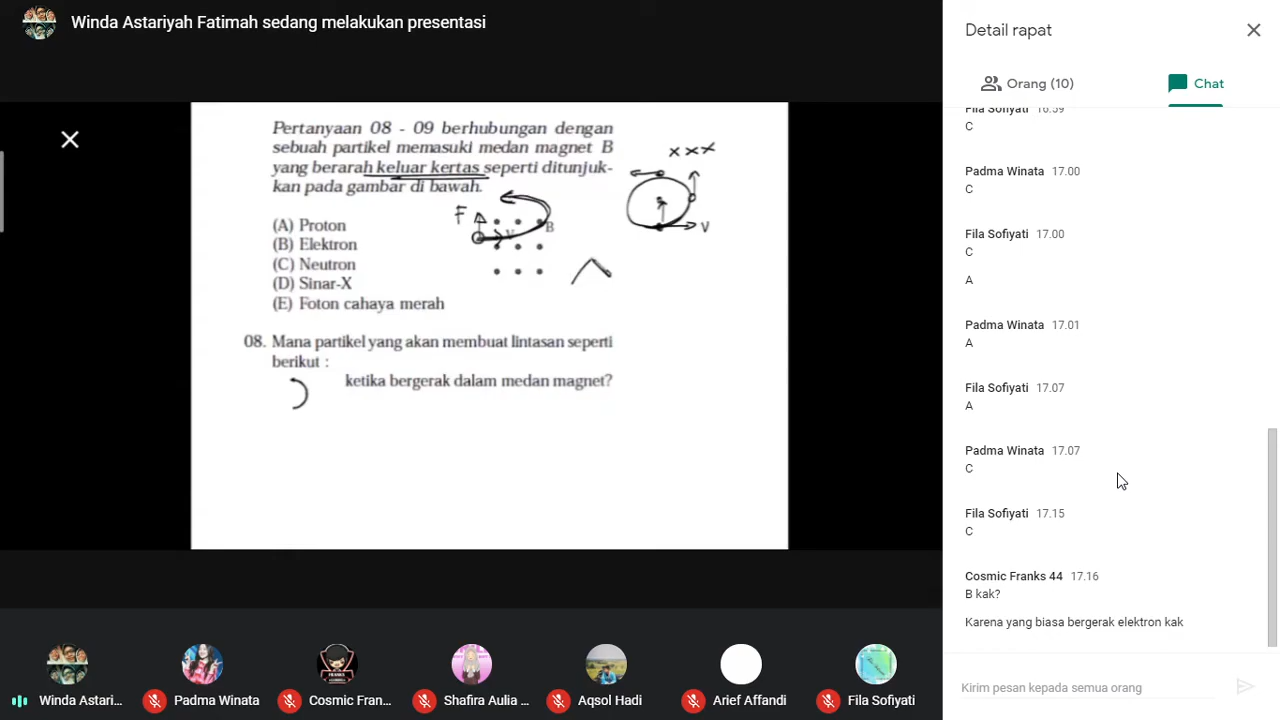 Winda Astariyah Fatimah sedang melakukan presentasi
Pertanyaan 08 - 09 berhubungan dengan
sebuah partikel memasuki medan magnet B
yang berarah keluar kertas seperti ditunjuk-
kan pada gambar di bawah.
(A) Proton
(B) Elektron
(C) Neutron
(D) Sinar-X
(E) Foton cahaya merah
F
V
B
× × ×
V
08. Mana partikel yang akan membuat lintasan seperti
berikut :
ketika bergerak dalam medan magnet?
Winda Astari...
Padma Winata
Cosmic Fran...
Shafira Aulia ...
Aqsol Hadi
Arief Affandi
Fila Sofiyati
Detail rapat
Orang (10)
Chat
Fila Sofiyati 16.59
C
Padma Winata 17.00
C
Fila Sofiyati 17.00
C
A
Padma Winata 17.01
A
Fila Sofiyati 17.07
A
Padma Winata 17.07
C
Fila Sofiyati 17.15
C
Cosmic Franks 44 17.16
B kak?
Karena yang biasa bergerak elektron kak
Kirim pesan kepada semua orang